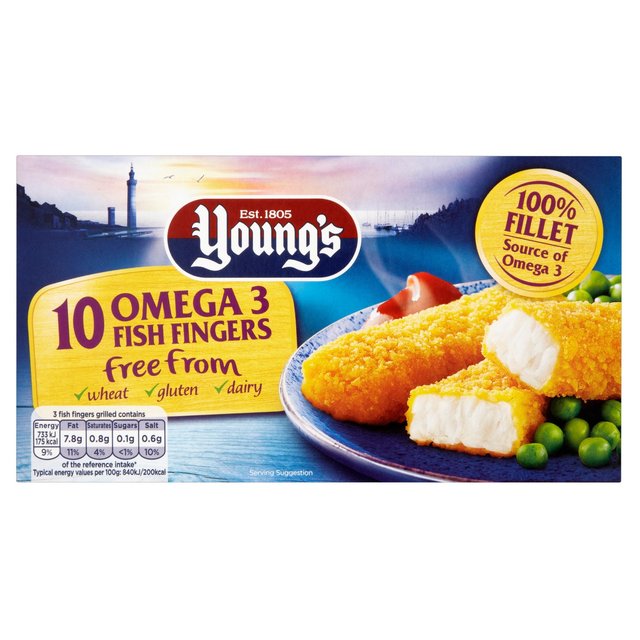 Est. 1805
Young's
100%
FILLET
Source of
Omega 3
10 OMEGA 3
FISH FINGERS
free from
✓wheat ✓gluten ✓dairy
3 fish fingers grilled contains
Energy Fat Saturates Sugars Salt
733 kJ
175 kcal 7.8g 0.8g 0.1g 0.6g
9% 11% 4% <1% 10%
of the reference intake*
Typical energy values per 100g: 840kJ/200kcal
Serving Suggestion